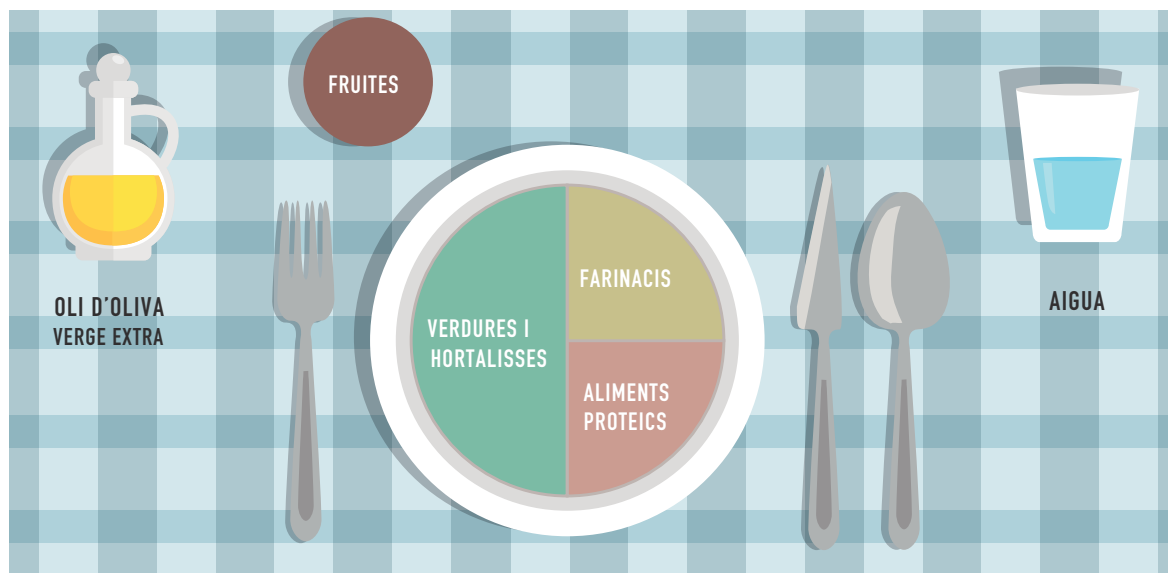 FRUITES
OLI D'OLIVA
VERGE EXTRA
VERDURES I
HORTALISSES
FARINACIS
ALIMENTS
PROTEICS
AIGUA